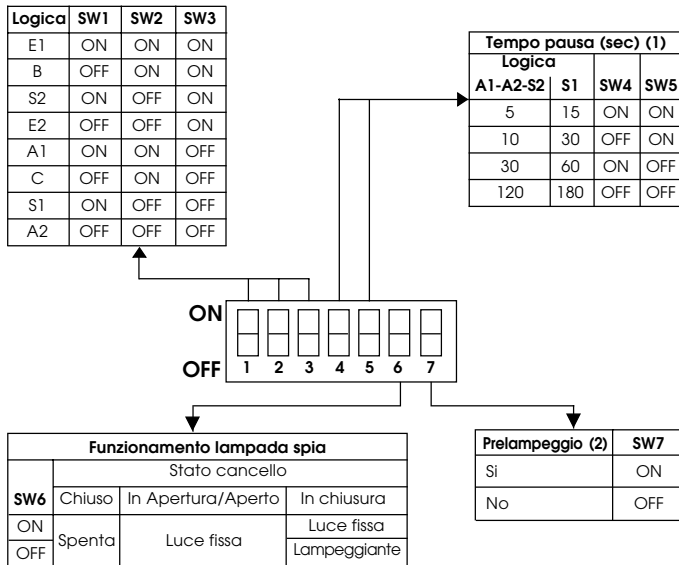 Logica SW1 SW2 SW3
E1 ON ON ON
B OFF ON ON
S2 ON OFF ON
E2 OFF OFF ON
A1 ON ON OFF
C OFF ON OFF
S1 ON OFF OFF
A2 OFF OFF OFF
Tempo pausa (sec) (1)
Logica
A1-A2-S2 S1 SW4 SW5
5 15 ON ON
10 30 OFF ON
30 60 ON OFF
120 180 OFF OFF
ON
OFF 1 2 3 4 5 6 7
Funzionamento lampada spia
Stato cancello
SW6 Chiuso In Apertura/Aperto In chiusura
ON Spenta Luce fissa Luce fissa
OFF Lampeggiante
Prelampeggio (2) SW7
Si ON
No OFF